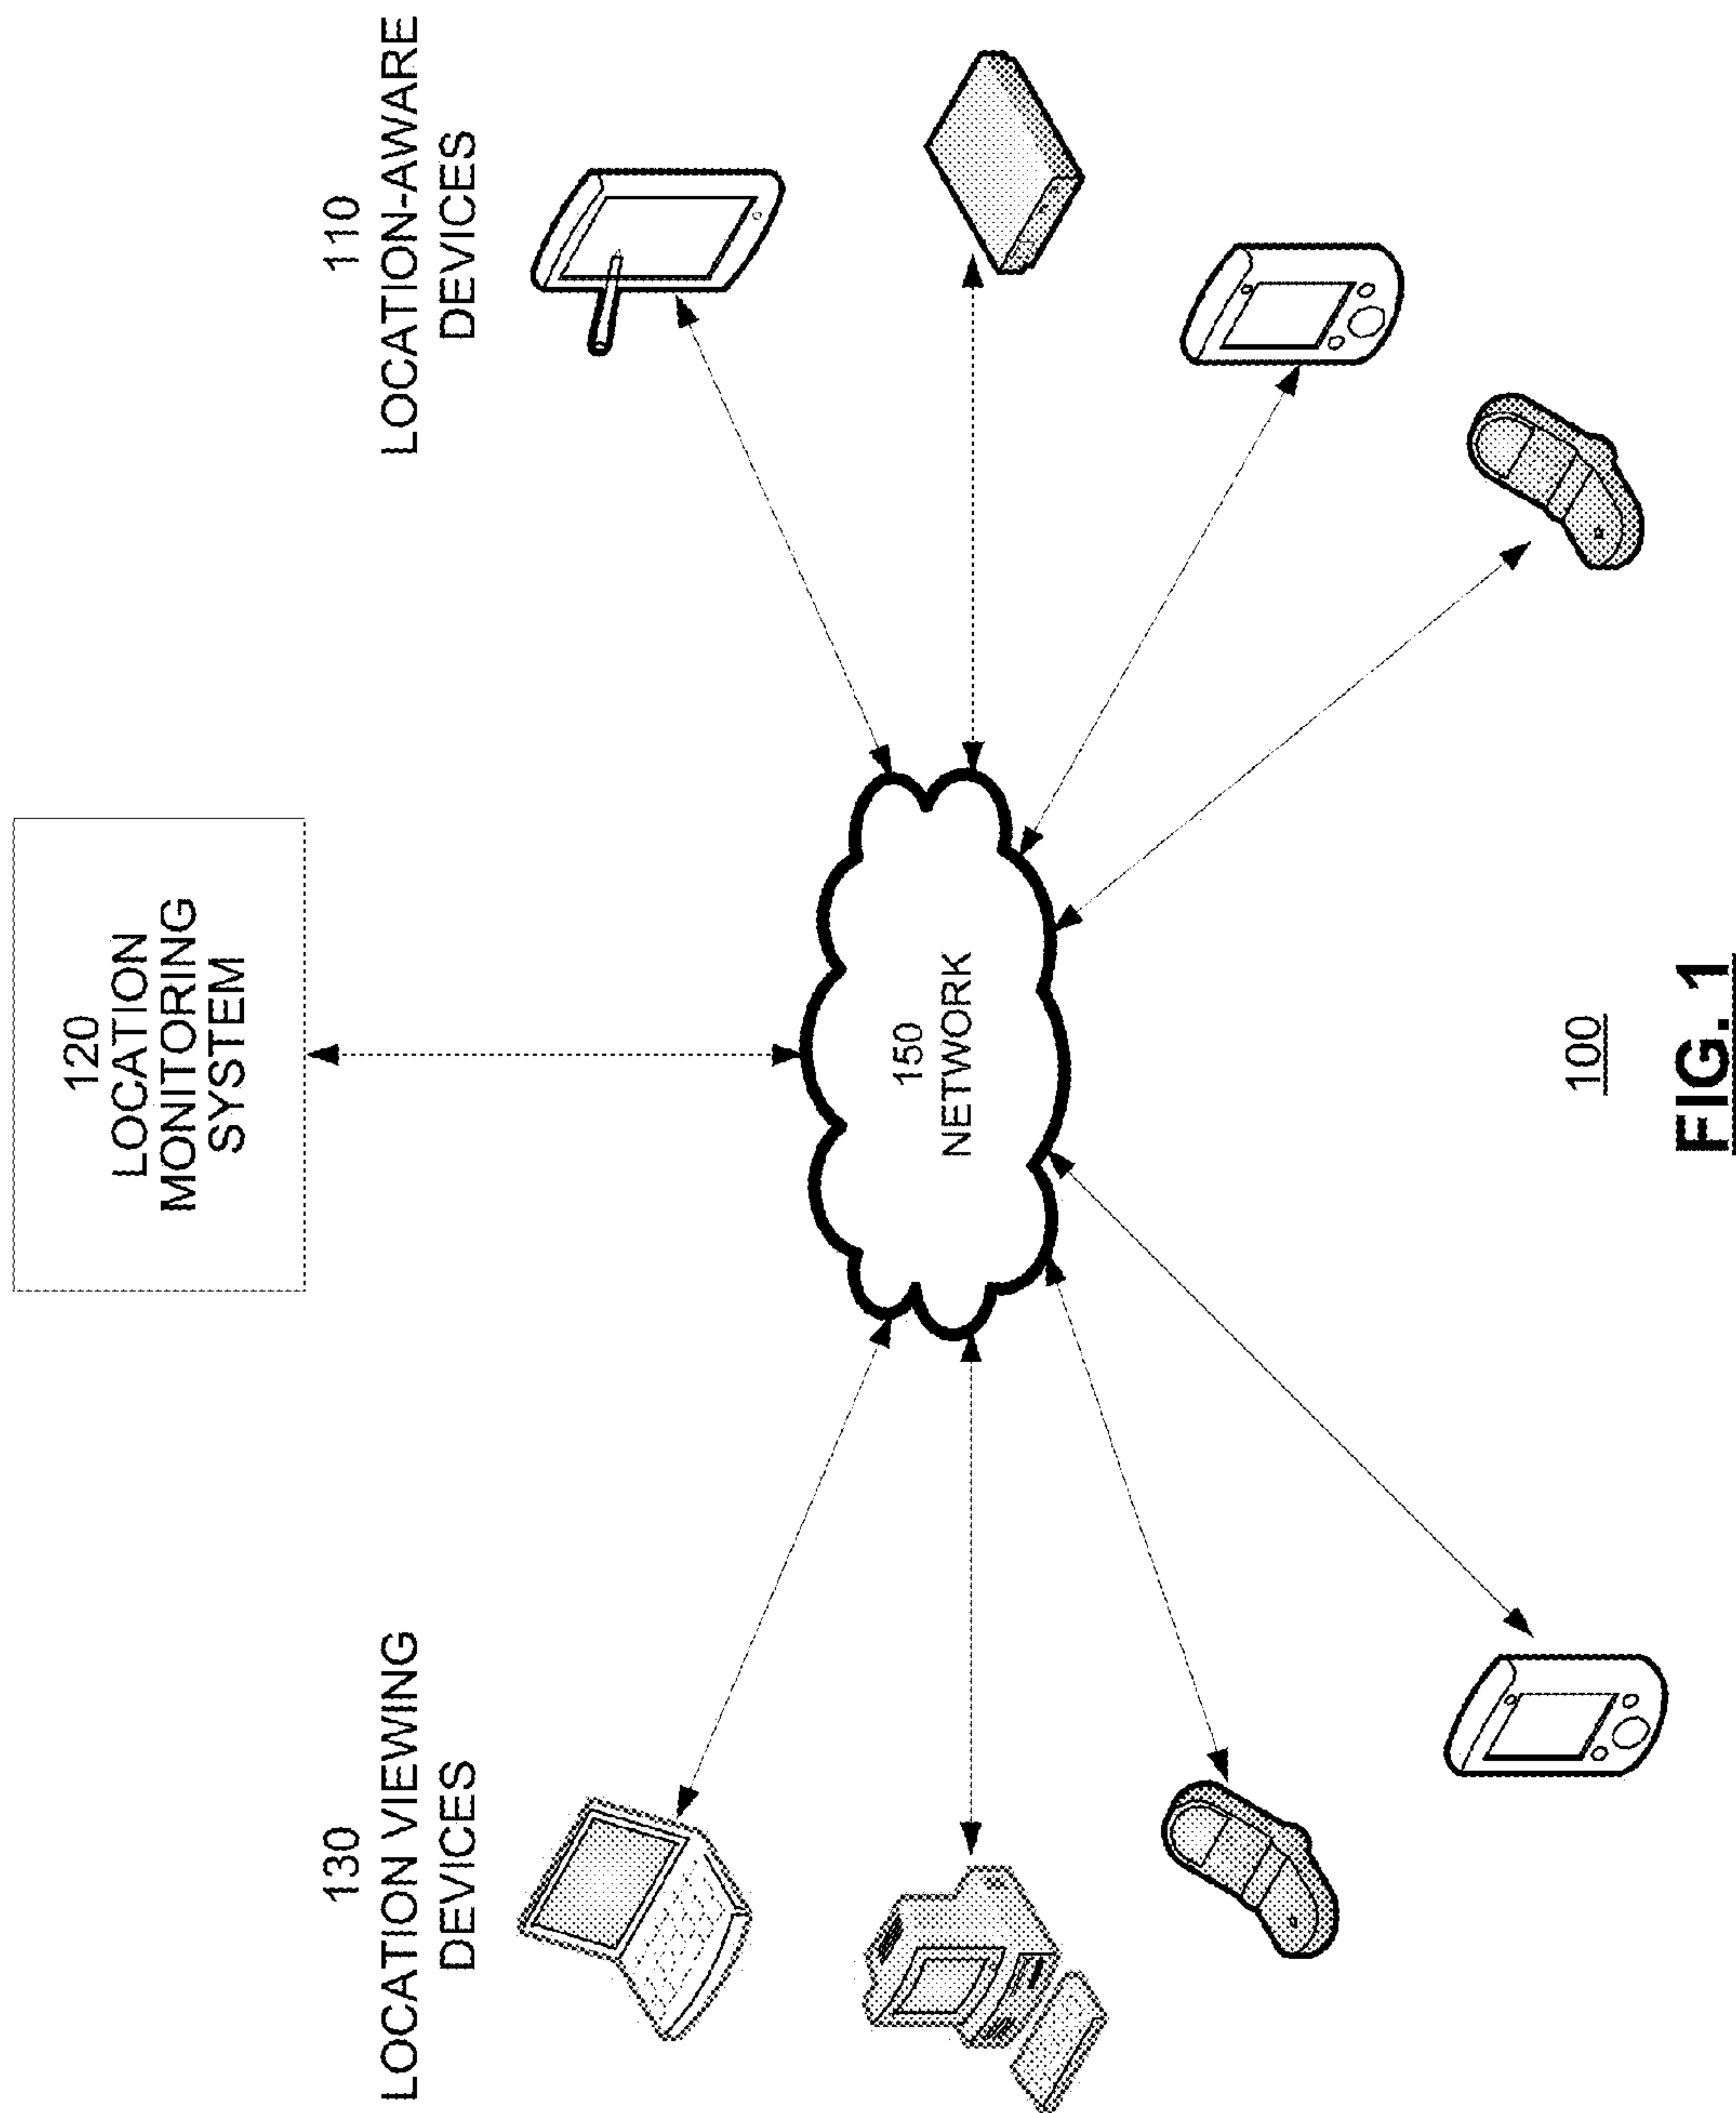 120
LOCATION
MONITORING
SYSTEM
130
LOCATION VIEWING
DEVICES
110
LOCATION-AWARE
DEVICES
150
NETWORK
100
FIG. 1